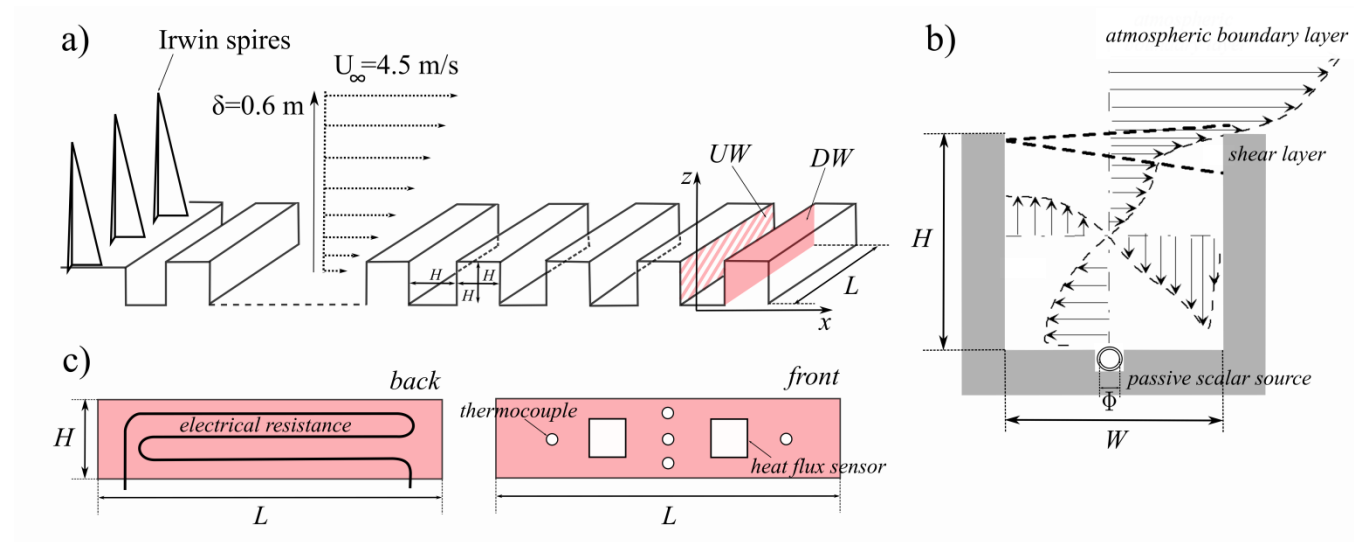 a)
Irwin spires
U∞=4.5 m/s
δ=0.6 m
UW
DW
z
H
H
H
L
x
b)
atmospheric boundary layer
shear layer
H
passive scalar source
Φ
W
c)
back
electrical resistance
H
L
front
thermocouple
heat flux sensor
L